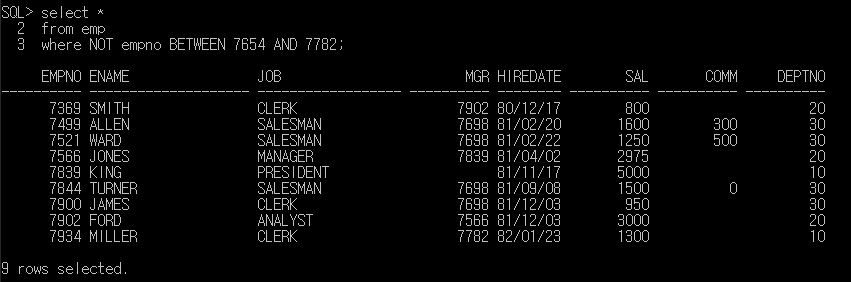 SQL> select *
  2  from emp
  3  where NOT empno BETWEEN 7654 AND 7782;
EMPNO ENAME JOB MGR HIREDATE SAL COMM DEPTNO
---------- -------------------- ------------------ ---------- -------- ---------- ---------- ----------
7369 SMITH CLERK 7902 80/12/17 800 20
7499 ALLEN SALESMAN 7698 81/02/20 1600 300 30
7521 WARD SALESMAN 7698 81/02/22 1250 500 30
7566 JONES MANAGER 7839 81/04/02 2975 20
7839 KING PRESIDENT 81/11/17 5000 10
7844 TURNER SALESMAN 7698 81/09/08 1500 0 30
7900 JAMES CLERK 7698 81/12/03 950 30
7902 FORD ANALYST 7566 81/12/03 3000 20
7934 MILLER CLERK 7782 82/01/23 1300 10
9 rows selected.